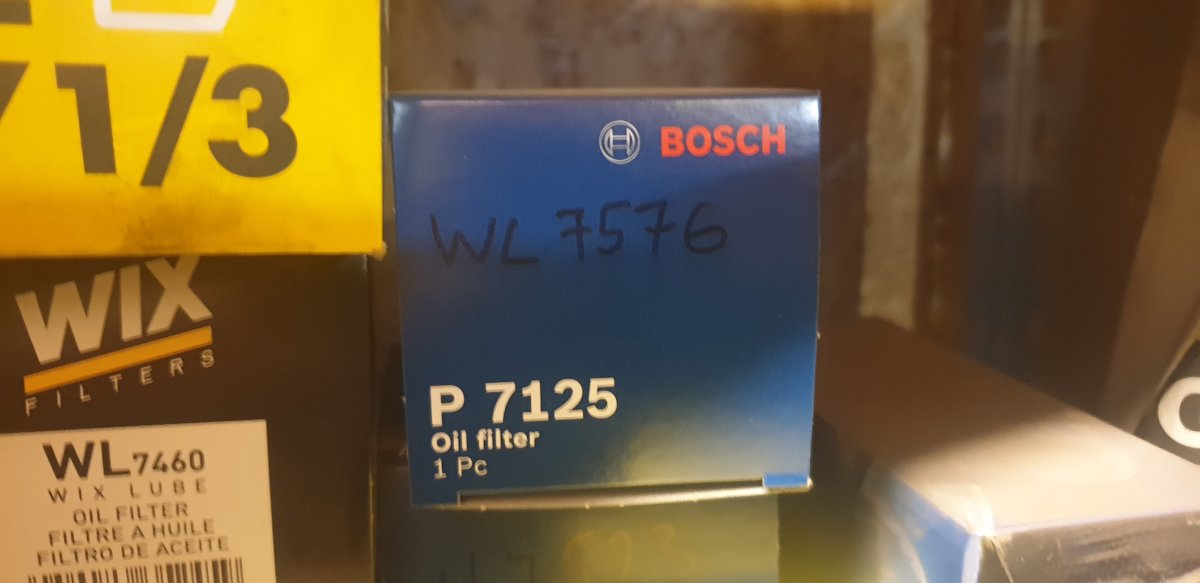 71/3
WIX
FILTERS
WL7460
WIX LUBE
OIL FILTER
FILTRE A HUILE
FILTRO DE ACEITE
BOSCH
WL 7576
P 7125
Oil filter
1 Pc